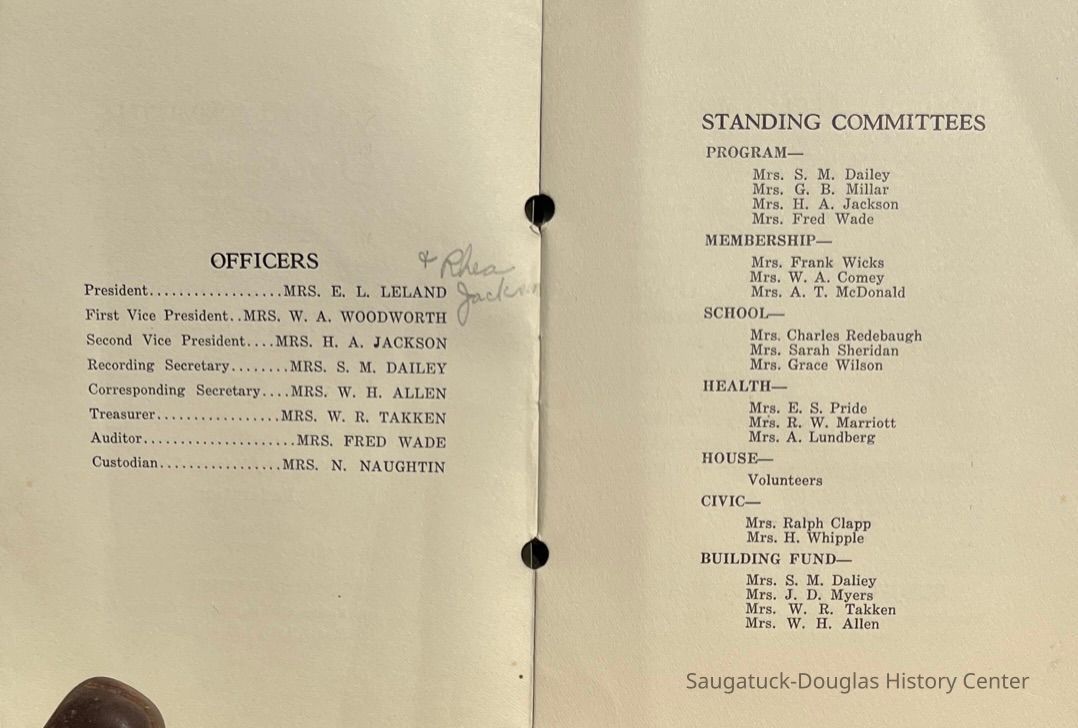 OFFICERS
& Rhea
Jackson
President..................MRS. E. L. LELAND
First Vice President..MRS. W. A. WOODWORTH
Second Vice President....MRS. H. A. JACKSON
Recording Secretary........MRS. S. M. DAILEY
Corresponding Secretary....MRS. W. H. ALLEN
Treasurer................MRS. W. R. TAKKEN
Auditor....................MRS. FRED WADE
Custodian................MRS. N. NAUGHTIN
STANDING COMMITTEES
PROGRAM—
Mrs. S. M. Dailey
Mrs. G. B. Millar
Mrs. H. A. Jackson
Mrs. Fred Wade
MEMBERSHIP—
Mrs. Frank Wicks
Mrs. W. A. Comey
Mrs. A. T. McDonald
SCHOOL—
Mrs. Charles Redebaugh
Mrs. Sarah Sheridan
Mrs. Grace Wilson
HEALTH—
Mrs. E. S. Pride
Mrs. R. W. Marriott
Mrs. A. Lundberg
HOUSE—
Volunteers
CIVIC—
Mrs. Ralph Clapp
Mrs. H. Whipple
BUILDING FUND—
Mrs. S. M. Daliey
Mrs. J. D. Myers
Mrs. W. R. Takken
Mrs. W. H. Allen
Saugatuck-Douglas History Center